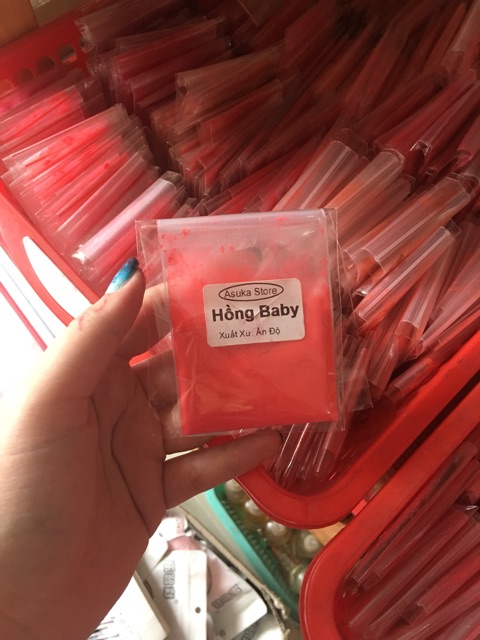 Asuka Store
Hồng Baby
Xuất Xứ: Ấn Độ